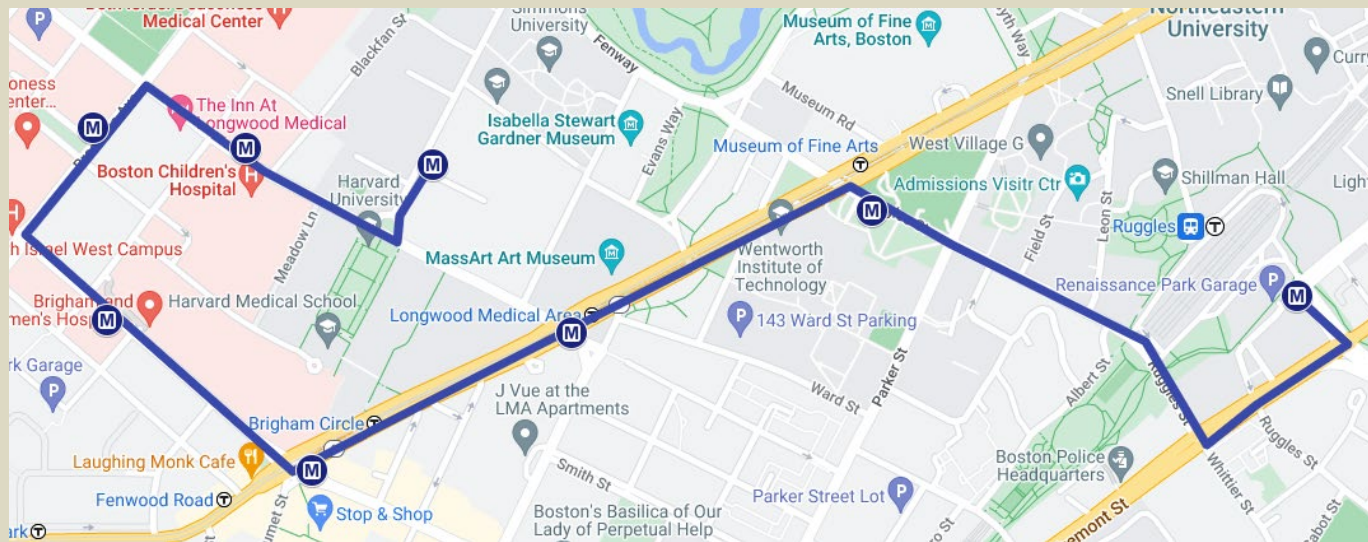 Medical Center
Simmons
University
Blackfan St
Fenway
Museum of Fine
Arts, Boston
Northeastern
University
Snell Library
The Inn At
Longwood Medical
M
M
M
Isabella Stewart
Gardner Museum
Evans Way
Museum Rd
Museum of Fine Arts
T
West Village G
Admissions Visitr Ctr
Shillman Hall
Leon St
Field St
Boston Children's
Hospital
H
Harvard
University
Meadow Ln
M
Ruggles
T
Israel West Campus
MassArt Art Museum
Wentworth
Institute of
Technology
Renaissance Park Garage
P
M
Brigham and
M
Harvard Medical School
Longwood Medical Area
M
P
143 Ward St Parking
Garage
P
J Vue at the
LMA Apartments
Ward St
Parker St
Albert St
Ruggles St
Ruggles St
Whittier St
Brigham Circle
T
Laughing Monk Cafe
M
Fenwood Road
T
Stop & Shop
Smith St
Boston's Basilica of Our
Lady of Perpetual Help
Parker Street Lot
P
Boston Police
Headquarters
T